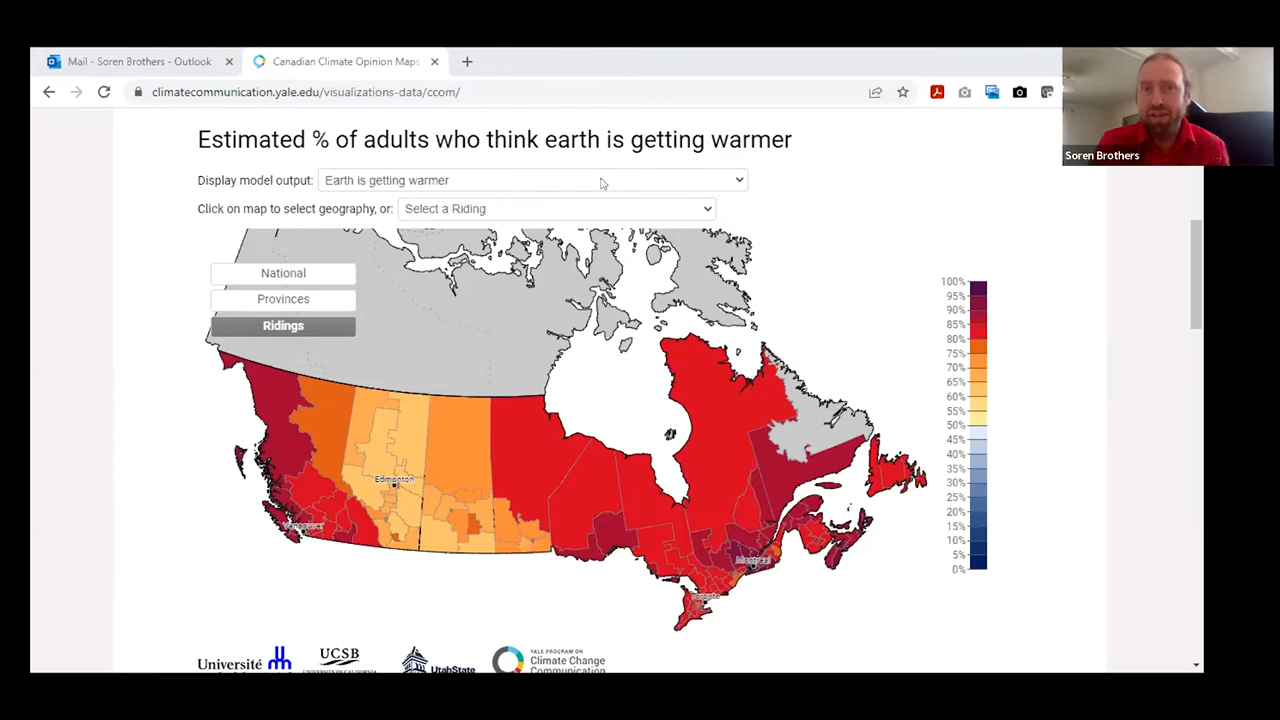 Mail - Soren Brothers - Outlook
Canadian Climate Opinion Maps
climatecommunication.yale.edu/visualizations-data/ccom/
Soren Brothers
Estimated % of adults who think earth is getting warmer
Display model output:
Earth is getting warmer
Click on map to select geography, or:
Select a Riding
National
Provinces
Ridings
100%
95%
90%
85%
80%
75%
70%
65%
60%
55%
50%
45%
40%
35%
30%
25%
20%
15%
10%
5%
0%
Edmonton
Vancouver
Montreal
Toronto
Université
UCSB
UtahState
YALE PROGRAM ON
Climate Change
Communication